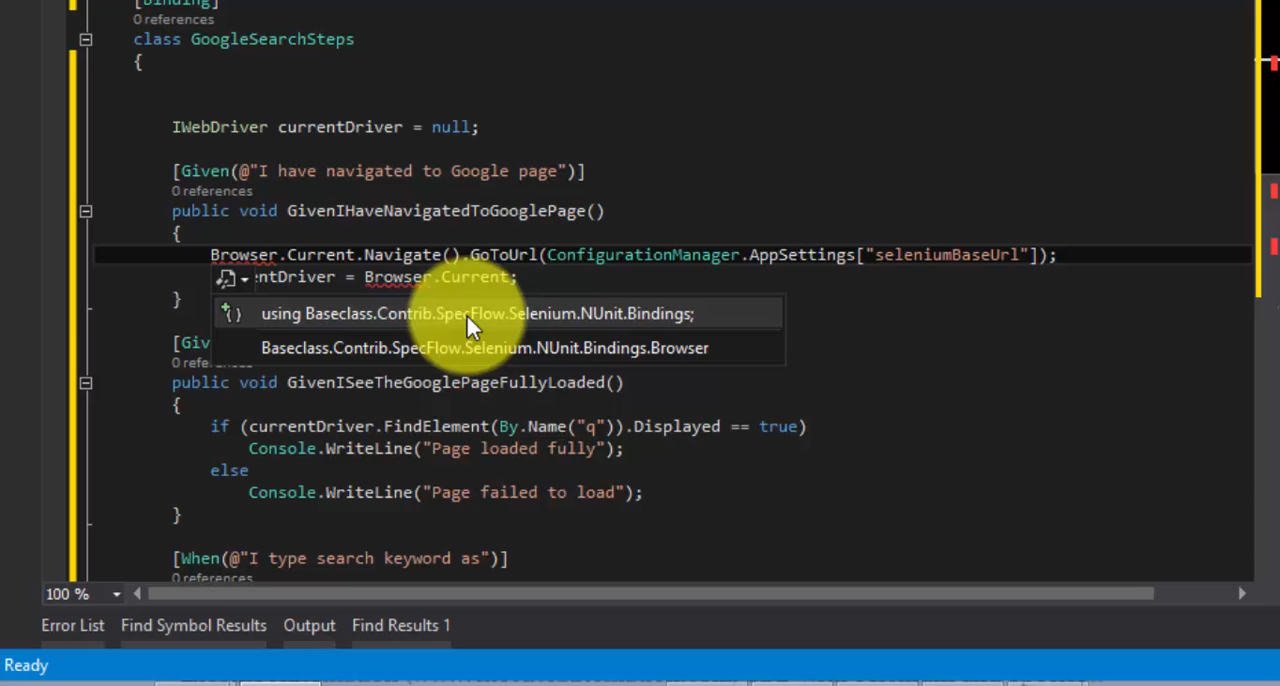 [Binding]
0 references
class GoogleSearchSteps
{
IWebDriver currentDriver = null;
[Given(@"I have navigated to Google page")]
0 references
public void GivenIHaveNavigatedToGooglePage()
{
Browser.Current.Navigate().GoToUrl(ConfigurationManager.AppSettings["seleniumBaseUrl"]);
ntDriver = Browser.Current;
}
using Baseclass.Contrib.SpecFlow.Selenium.NUnit.Bindings;
[Giv
Baseclass.Contrib.SpecFlow.Selenium.NUnit.Bindings.Browser
0 refe
public void GivenISeeTheGooglePageFullyLoaded()
{
if (currentDriver.FindElement(By.Name("q")).Displayed == true)
Console.WriteLine("Page loaded fully");
else
Console.WriteLine("Page failed to load");
}
[When(@"I type search keyword as")]
0 references
100 %
Error List Find Symbol Results Output Find Results 1
Ready